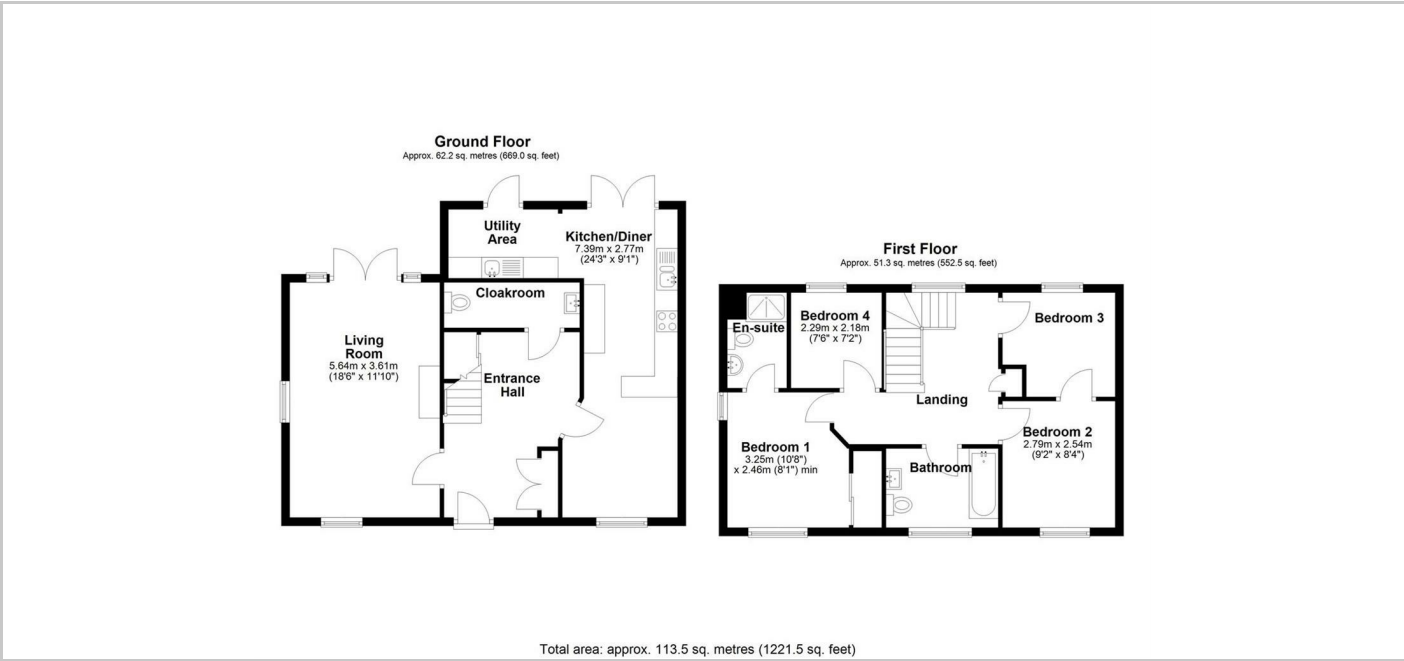 Ground Floor
Approx. 62.2 sq. metres (669.0 sq. feet)
Utility
Area
Kitchen/Diner
7.39m x 2.77m
(24'3" x 9'1")
Cloakroom
Living
Room
5.64m x 3.61m
(18'6" x 11'10")
Entrance
Hall
First Floor
Approx. 51.3 sq. metres (552.5 sq. feet)
En-suite
Bedroom 4
2.29m x 2.18m
(7'6" x 7'2")
Bedroom 3
Landing
Bedroom 1
3.25m (10'8")
x 2.46m (8'1") min
Bathroom
Bedroom 2
2.79m x 2.54m
(9'2" x 8'4")
Total area: approx. 113.5 sq. metres (1221.5 sq. feet)